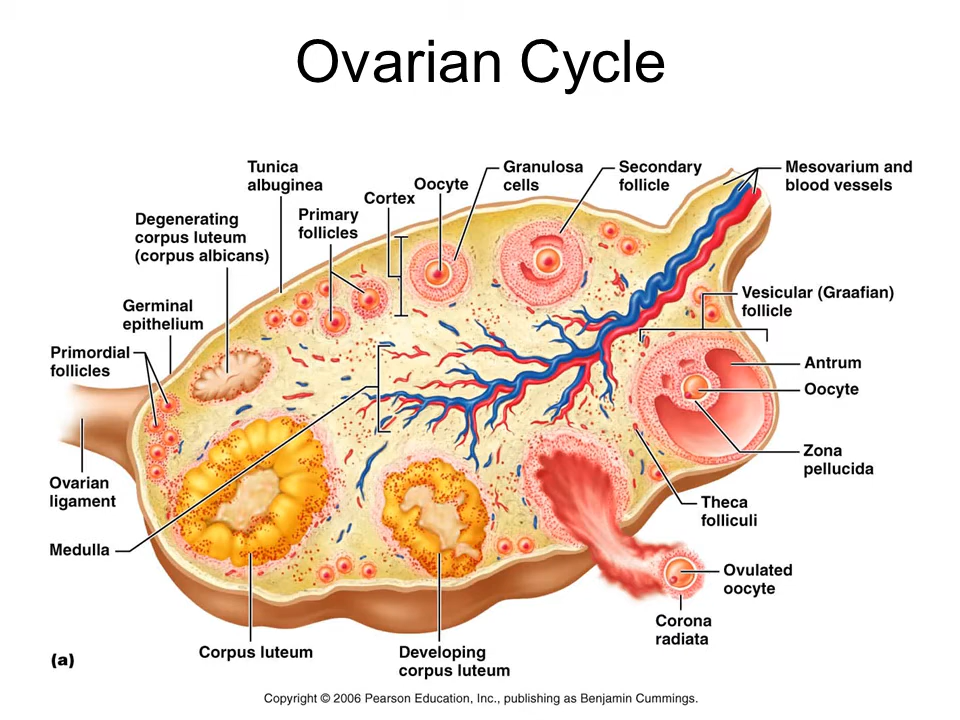 Ovarian Cycle
Tunica
albuginea
Cortex
Oocyte
Granulosa
cells
Secondary
follicle
Mesovarium and
blood vessels
Degenerating
corpus luteum
(corpus albicans)
Primary
follicles
Germinal
epithelium
Vesicular (Graafian)
follicle
Primordial
follicles
Antrum
Oocyte
Zona
pellucida
Ovarian
ligament
Theca
folliculi
Medulla
Ovulated
oocyte
Corona
radiata
Corpus luteum
Developing
corpus luteum
(a)
Copyright © 2006 Pearson Education, Inc., publishing as Benjamin Cummings.